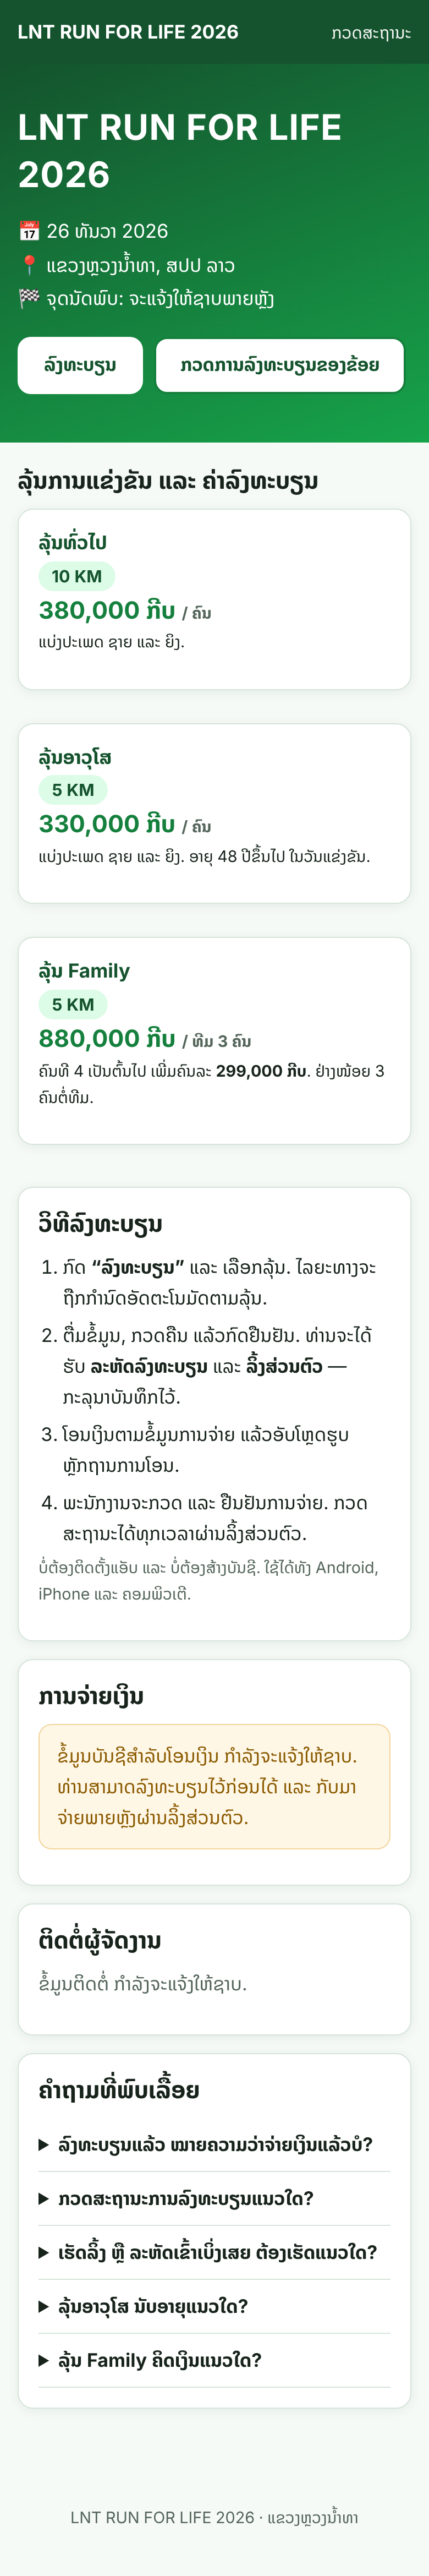 LNT RUN FOR LIFE 2026
ກວດສະຖານະ
LNT RUN FOR LIFE
2026
📅 26 ທັນວາ 2026
📍 ແຂວງຫຼວງນ້ຳທາ, ສປປ ລາວ
🏁 ຈຸດນັດພົບ: ຈະແຈ້ງໃຫ້ຊາບພາຍຫຼັງ
ລົງທະບຽນ
ກວດການລົງທະບຽນຂອງຂ້ອຍ
ລຸ້ນການແຂ່ງຂັນ ແລະ ຄ່າລົງທະບຽນ
ລຸ້ນທົ່ວໄປ
10 KM
380,000 ກີບ / ຄົນ
ແບ່ງປະເພດ ຊາຍ ແລະ ຍິງ.
ລຸ້ນອາວຸໂສ
5 KM
330,000 ກີບ / ຄົນ
ແບ່ງປະເພດ ຊາຍ ແລະ ຍິງ. ອາຍຸ 48 ປີຂຶ້ນໄປ ໃນວັນແຂ່ງຂັນ.
ລຸ້ນ Family
5 KM
880,000 ກີບ / ທີມ 3 ຄົນ
ຄົນທີ 4 ເປັນຕົ້ນໄປ ເພີ່ມຄົນລະ 299,000 ກີບ. ຢ່າງໜ້ອຍ 3
ຄົນຕໍ່ທີມ.
ວິທີລົງທະບຽນ
1. ກົດ “ລົງທະບຽນ” ແລະ ເລືອກລຸ້ນ. ໄລຍະທາງຈະ
ຖືກກຳນົດອັດຕະໂນມັດຕາມລຸ້ນ.
2. ຕື່ມຂໍ້ມູນ, ກວດຄືນ ແລ້ວກົດຢືນຢັນ. ທ່ານຈະໄດ້
ຮັບ ລະຫັດລົງທະບຽນ ແລະ ລິ້ງສ່ວນຕົວ —
ກະລຸນາບັນທຶກໄວ້.
3. ໂອນເງິນຕາມຂໍ້ມູນການຈ່າຍ ແລ້ວອັບໂຫຼດຮູບ
ຫຼັກຖານການໂອນ.
4. ພະນັກງານຈະກວດ ແລະ ຢືນຢັນການຈ່າຍ. ກວດ
ສະຖານະໄດ້ທຸກເວລາຜ່ານລິ້ງສ່ວນຕົວ.
ບໍ່ຕ້ອງຕິດຕັ້ງແອັບ ແລະ ບໍ່ຕ້ອງສ້າງບັນຊີ. ໃຊ້ໄດ້ທັງ Android,
iPhone ແລະ ຄອມພິວເຕີ.
ການຈ່າຍເງິນ
ຂໍ້ມູນບັນຊີສຳລັບໂອນເງິນ ກຳລັງຈະແຈ້ງໃຫ້ຊາບ.
ທ່ານສາມາດລົງທະບຽນໄວ້ກ່ອນໄດ້ ແລະ ກັບມາ
ຈ່າຍພາຍຫຼັງຜ່ານລິ້ງສ່ວນຕົວ.
ຕິດຕໍ່ຜູ້ຈັດງານ
ຂໍ້ມູນຕິດຕໍ່ ກຳລັງຈະແຈ້ງໃຫ້ຊາບ.
ຄຳຖາມທີ່ພົບເລື້ອຍ
▶ ລົງທະບຽນແລ້ວ ໝາຍຄວາມວ່າຈ່າຍເງິນແລ້ວບໍ?
▶ ກວດສະຖານະການລົງທະບຽນແນວໃດ?
▶ ເຮັດລິ້ງ ຫຼື ລະຫັດເຂົ້າເບິ່ງເສຍ ຕ້ອງເຮັດແນວໃດ?
▶ ລຸ້ນອາວຸໂສ ນັບອາຍຸແນວໃດ?
▶ ລຸ້ນ Family ຄິດເງິນແນວໃດ?
LNT RUN FOR LIFE 2026 · ແຂວງຫຼວງນ້ຳທາ